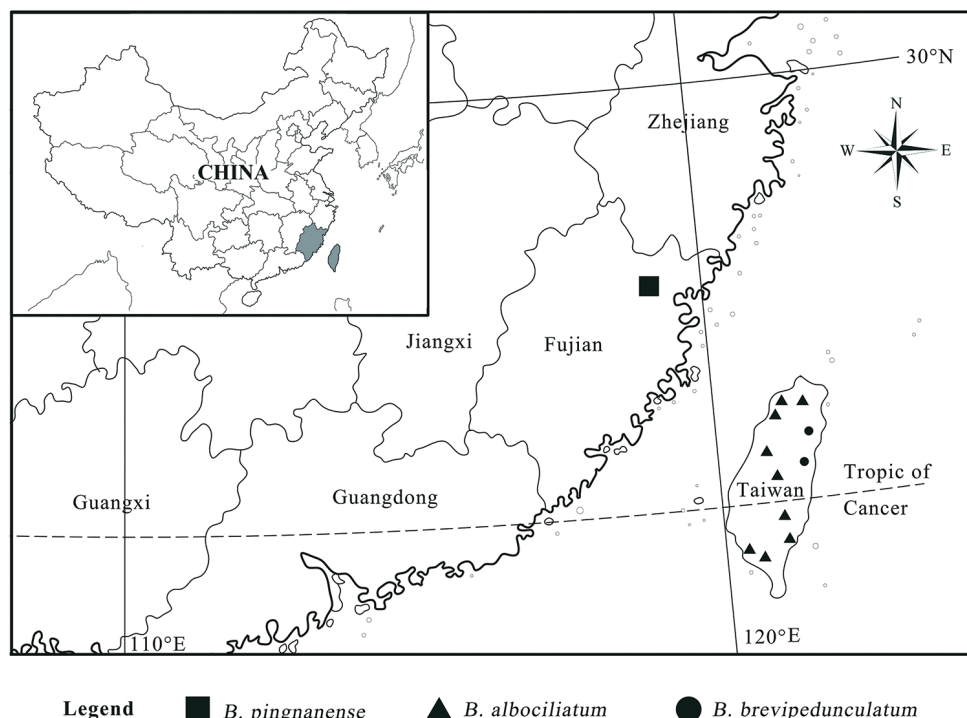 30°N
Zhejiang
N
W
E
S
CHINA
Jiangxi
Fujian
Guangxi
Guangdong
Taiwan
Tropic of
Cancer
110°E
120°E
Legend
B. pingnanense
B. albociliatum
B. brevipedunculatum